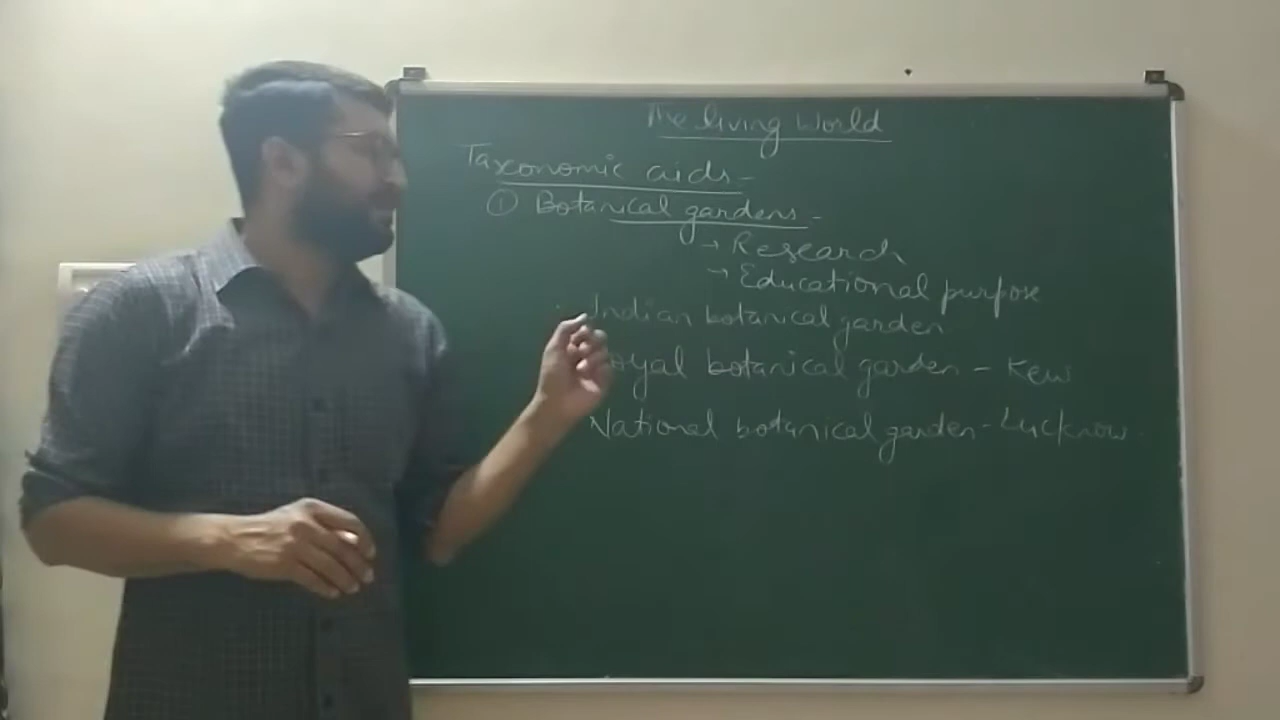 The living World
Taxonomic aids-
① Botanical gardens-
→ Research
→ Educational purpose
Indian botanical garden
botanical garden - Kew
National botanical garden-Lucknow